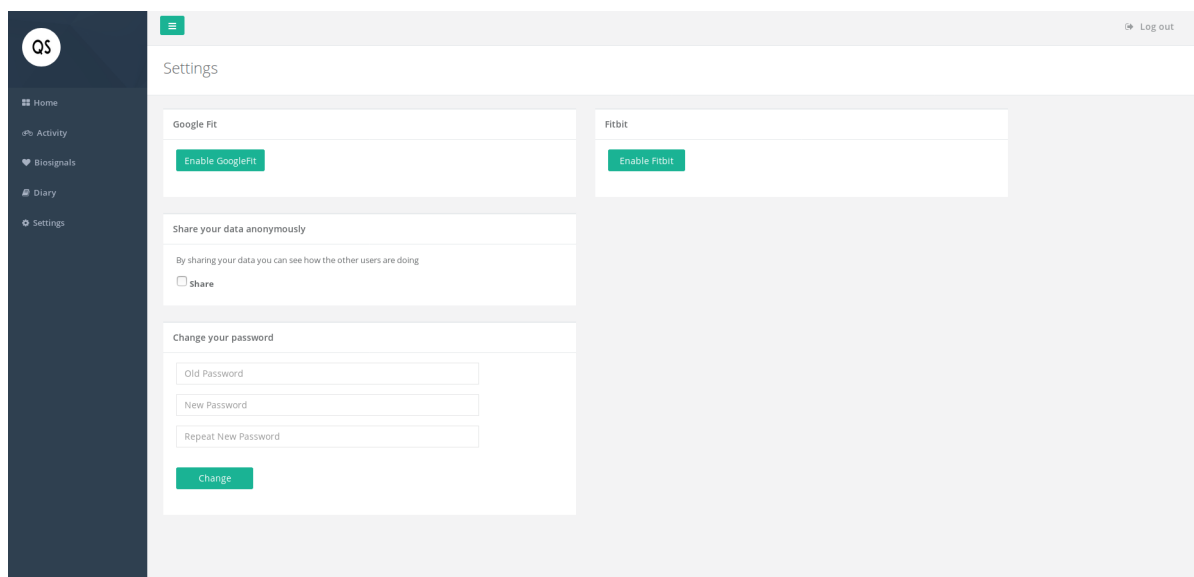 QS
Home
Activity
Biosignals
Diary
Settings
Log out
Settings
Google Fit
Enable GoogleFit
Fitbit
Enable Fitbit
Share your data anonymously
By sharing your data you can see how the other users are doing
Share
Change your password
Old Password
New Password
Repeat New Password
Change